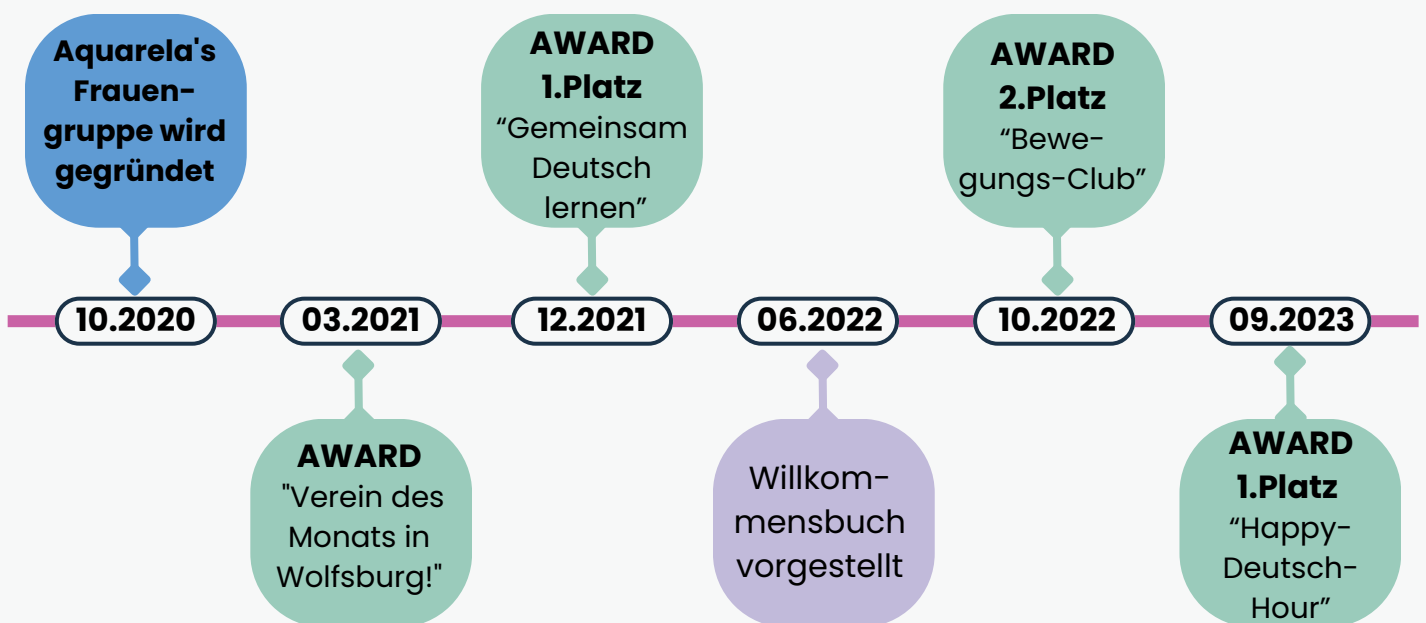 Aquarela's
Frauen-
gruppe wird
gegründet
AWARD
1.Platz
“Gemeinsam
Deutsch
lernen”
AWARD
2.Platz
“Bewe-
gungs-Club”
10.2020
03.2021
12.2021
06.2022
10.2022
09.2023
AWARD
"Verein des
Monats in
Wolfsburg!"
Willkom-
mensbuch
vorgestellt
AWARD
1.Platz
“Happy-
Deutsch-
Hour”